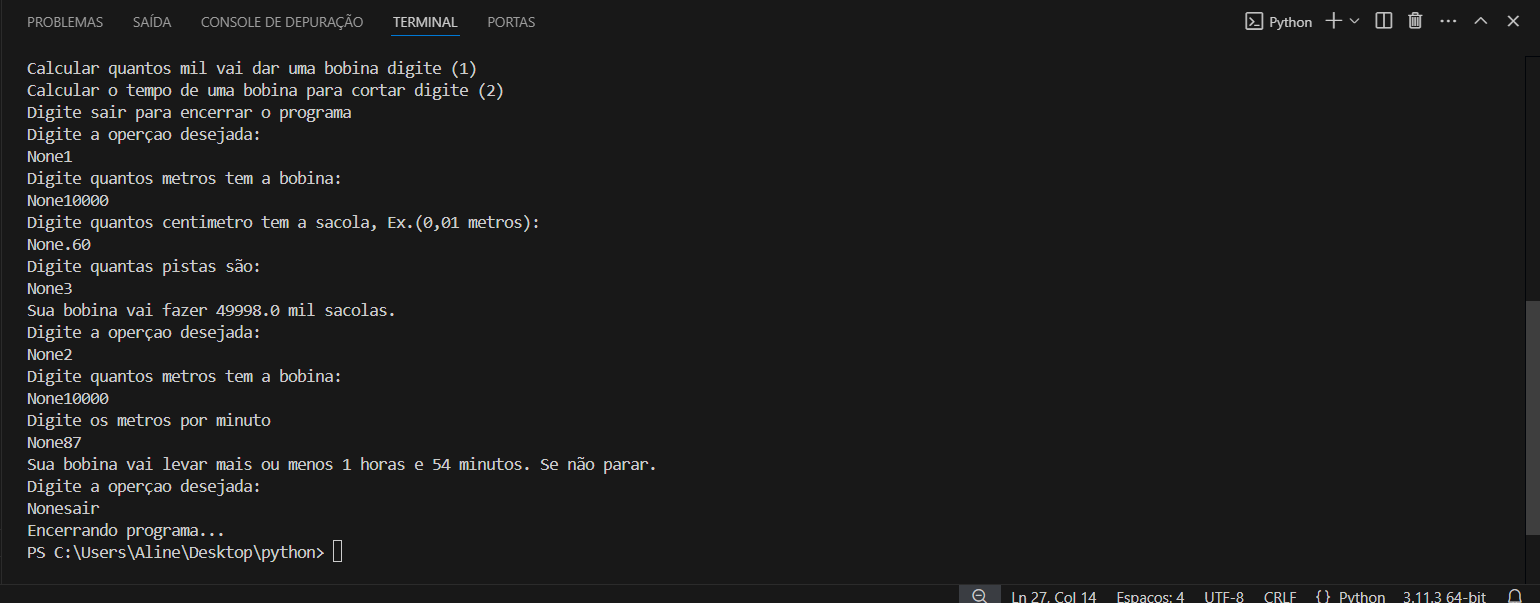 PROBLEMAS SAÍDA CONSOLE DE DEPURAÇÃO TERMINAL PORTAS Python
Calcular quantos mil vai dar uma bobina digite (1)
Calcular o tempo de uma bobina para cortar digite (2)
Digite sair para encerrar o programa
Digite a operçao desejada:
None1
Digite quantos metros tem a bobina:
None10000
Digite quantos centimetro tem a sacola, Ex.(0,01 metros):
None.60
Digite quantas pistas são:
None3
Sua bobina vai fazer 49998.0 mil sacolas.
Digite a operçao desejada:
None2
Digite quantos metros tem a bobina:
None10000
Digite os metros por minuto
None87
Sua bobina vai levar mais ou menos 1 horas e 54 minutos. Se não parar.
Digite a operçao desejada:
Nonesair
Encerrando programa...
PS C:\Users\Aline\Desktop\python>
Ln 27, Col 14 Espaços: 4 UTF-8 CRLF {} Python 3.11.3 64-bit